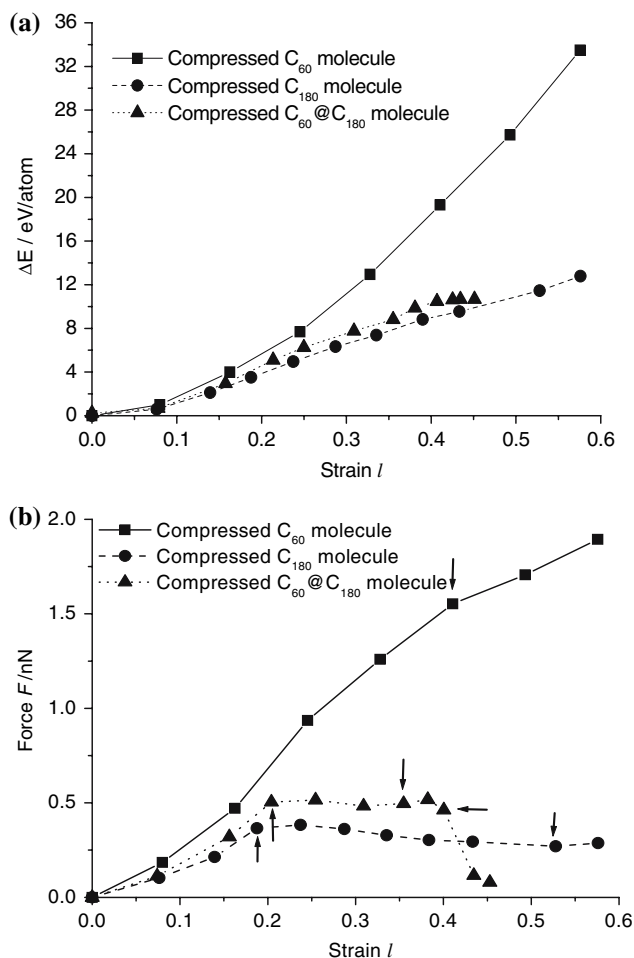 (a)
36
32
28
24
20
16
12
8
4
0
ΔE / eV/atom
Compressed C60 molecule
Compressed C180 molecule
Compressed C60@C180 molecule
0.0 0.1 0.2 0.3 0.4 0.5 0.6
Strain l
(b)
2.0
1.5
1.0
0.5
0.0
Force F /nN
Compressed C60 molecule
Compressed C180 molecule
Compressed C60@C180 molecule
0.0 0.1 0.2 0.3 0.4 0.5 0.6
Strain l